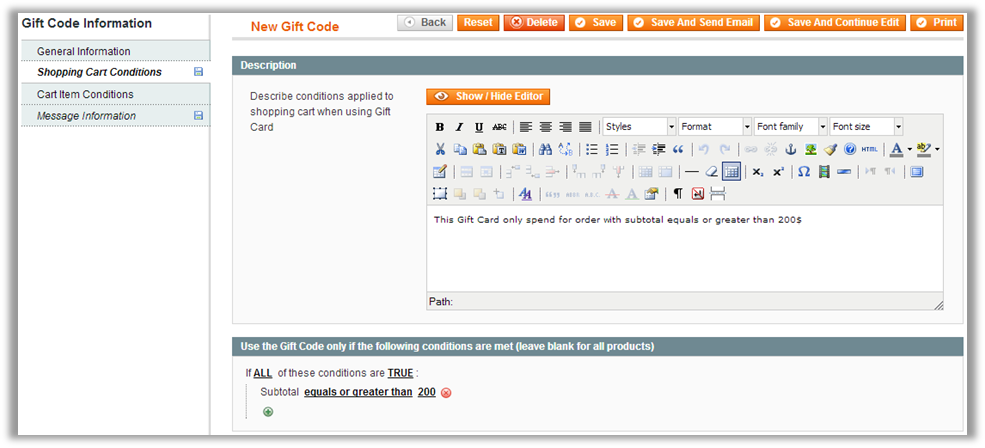 Gift Code Information
General Information
Shopping Cart Conditions
Cart Item Conditions
Message Information
New Gift Code
Back Reset Delete Save Save And Send Email Save And Continue Edit Print
Description
Describe conditions applied to
shopping cart when using Gift
Card
Show / Hide Editor
B I U ABC Styles Format Font family Font size
HTML
This Gift Card only spend for order with subtotal equals or greater than 200$
Path:
Use the Gift Code only if the following conditions are met (leave blank for all products)
If ALL of these conditions are TRUE :
Subtotal equals or greater than 200